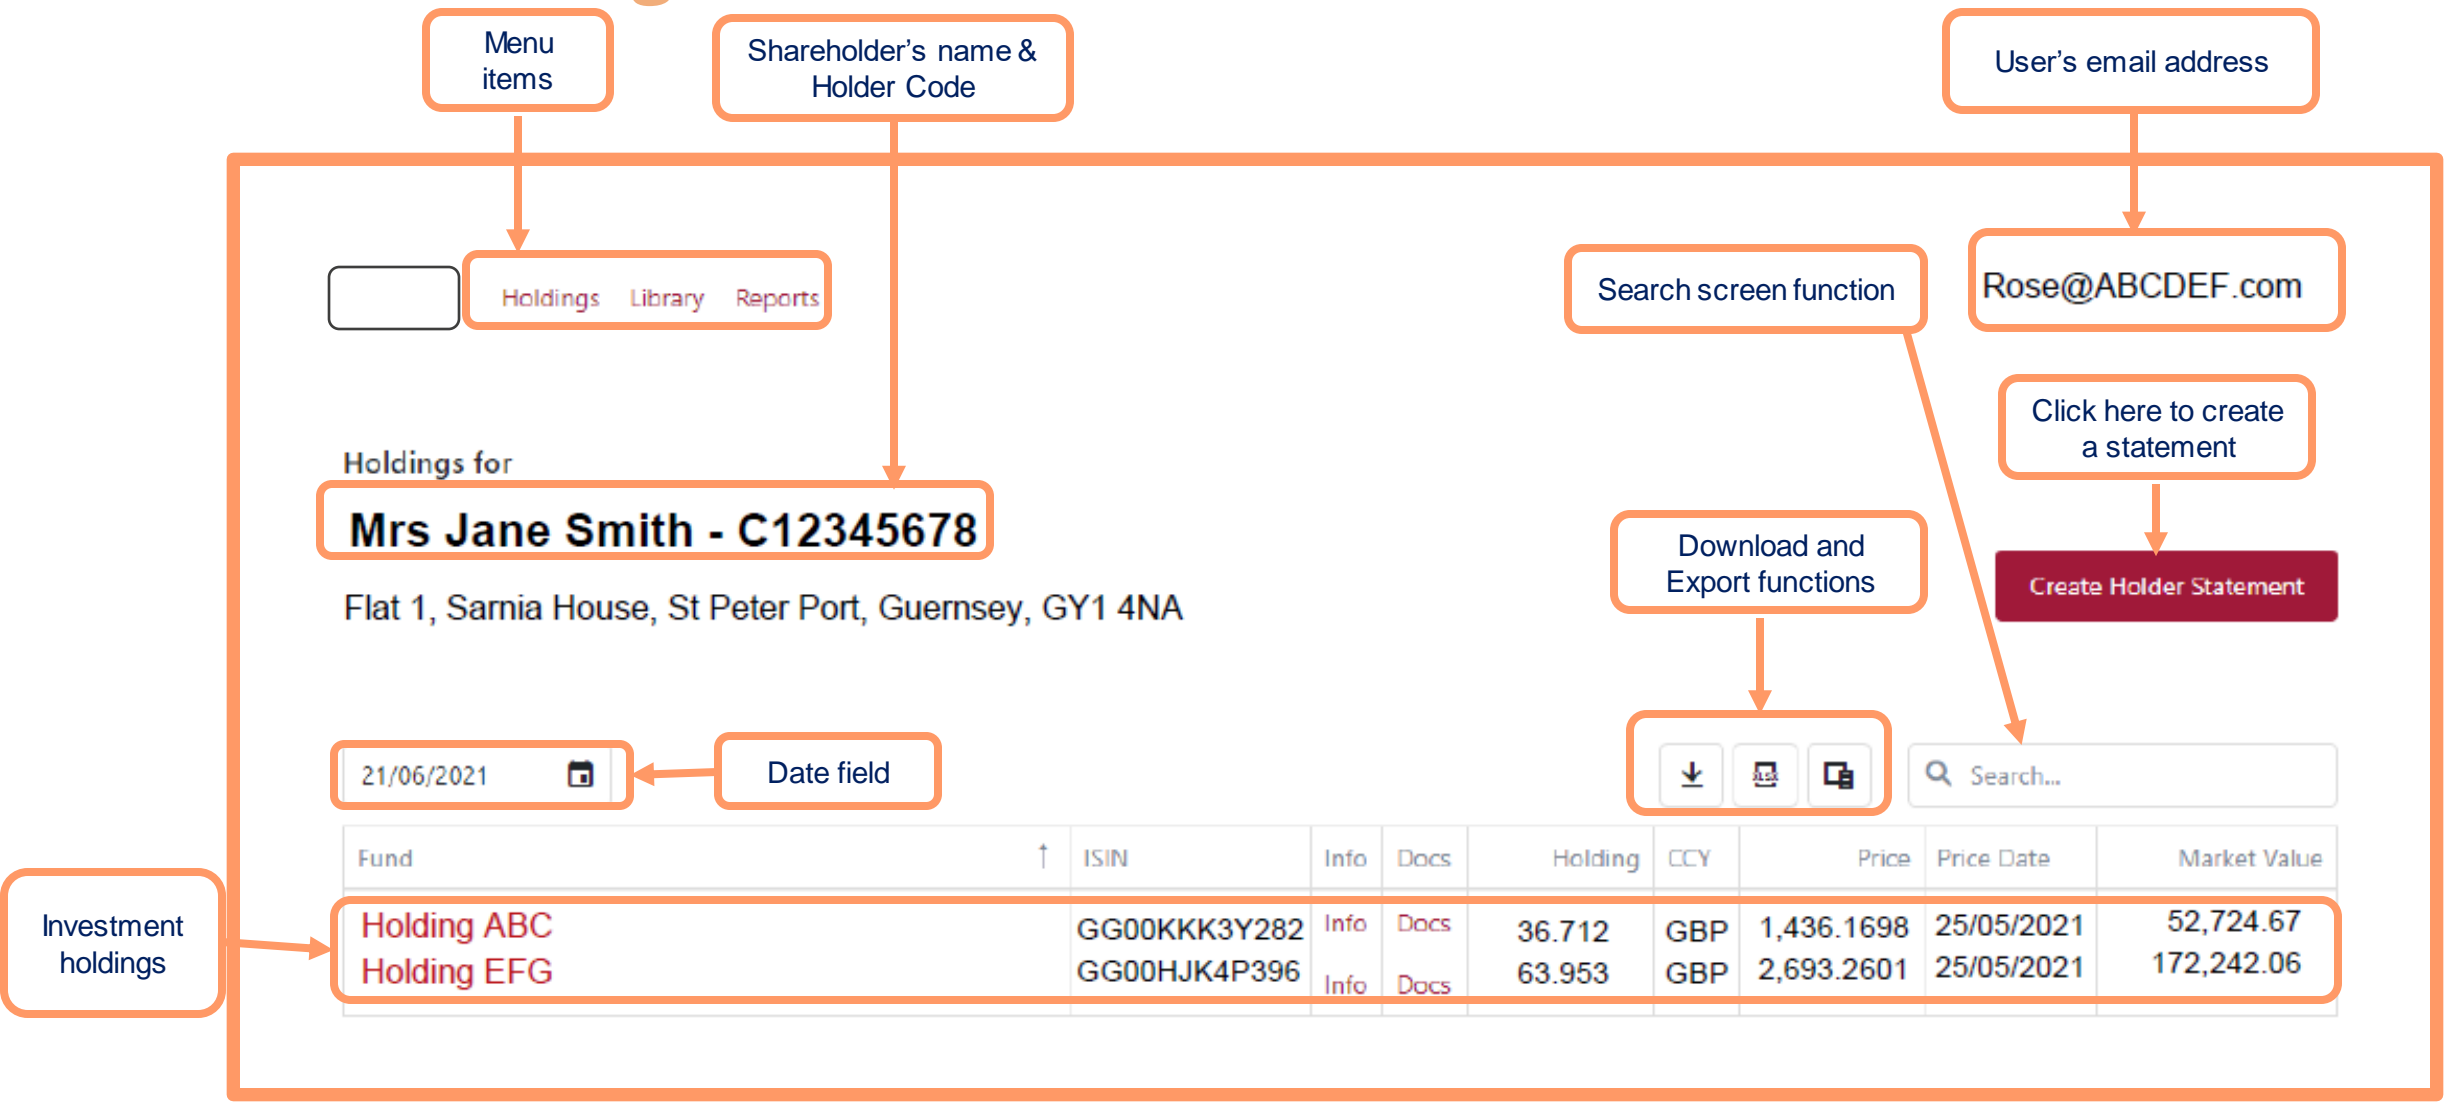 Menu
items
Shareholder's name &
Holder Code
User's email address
Holdings Library Reports
Search screen function
Rose@ABCDEF.com
Click here to create
a statement
Holdings for
Mrs Jane Smith - C12345678
Download and
Export functions
Create Holder Statement
Flat 1, Sarnia House, St Peter Port, Guernsey, GY1 4NA
21/06/2021
Date field
XLSX
Search...
Fund ↑ ISIN Info Docs Holding CCY Price Price Date Market Value
Investment
holdings
Holding ABC GG00KKK3Y282 Info Docs 36.712 GBP 1,436.1698 25/05/2021 52,724.67
Holding EFG GG00HJK4P396 Info Docs 63.953 GBP 2,693.2601 25/05/2021 172,242.06